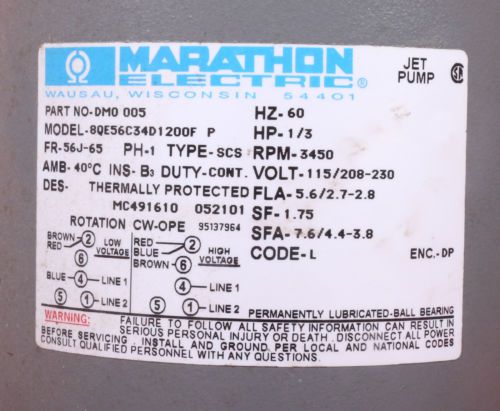 MARATHON
ELECTRIC®
WAUSAU, WISCONSIN 54401
JET
PUMP
PART NO-DMO 005
MODEL-8QE56C34D1200F P
FR-56J-65 PH-1 TYPE-SCS
AMB-40°C INS-B3 DUTY-CONT.
DES- THERMALLY PROTECTED
MC491610 052101
HZ-60
HP-1/3
RPM-3450
VOLT-115/208-230
FLA-5.6/2.7-2.8
SF-1.75
SFA-7.6/4.4-3.8
CODE-L ENC.-DP
ROTATION CW-OPE 95137964
BROWN 2 LOW
RED VOLTAGE
6
BLUE 4 LINE 1
5 1 LINE 2
RED 2 HIGH
BLUE VOLTAGE
BROWN 6
4 LINE 1
5 1 LINE 2
PERMANENTLY LUBRICATED-BALL BEARING
WARNING: FAILURE TO FOLLOW ALL SAFETY INFORMATION CAN RESULT IN
SERIOUS PERSONAL INJURY OR DEATH. DISCONNECT ALL POWER
BEFORE SERVICING. INSTALL AND GROUND PER LOCAL AND NATIONAL CODES
CONSULT QUALIFIED PERSONNEL WITH ANY QUESTIONS.